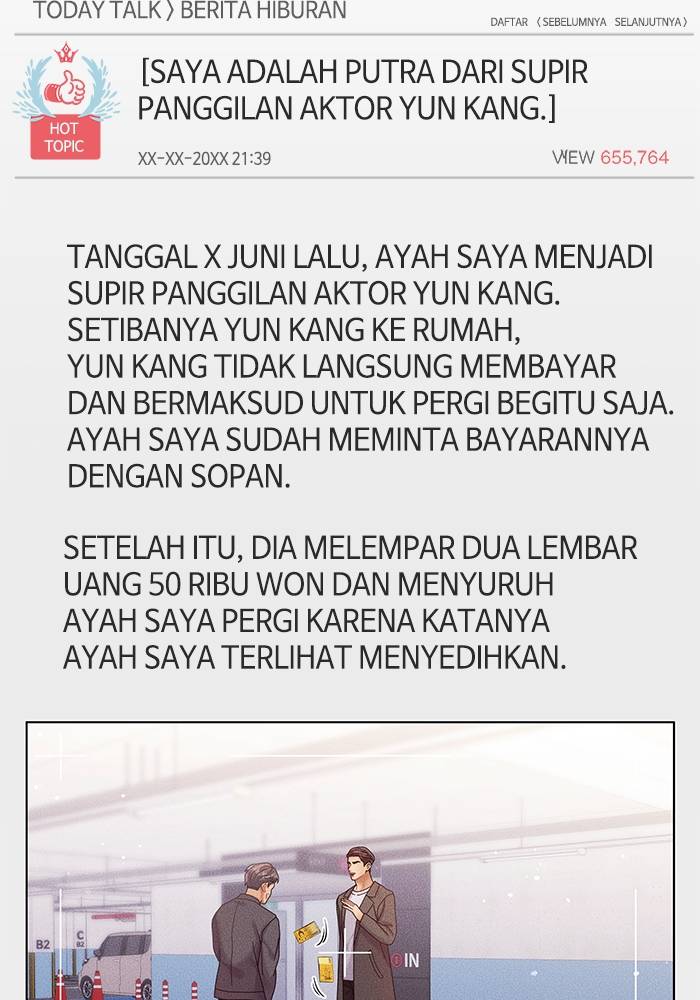 TODAY TALK > BERITA HIBURAN
DAFTAR < SEBELUMNYA SELANJUTNYA >
[SAYA ADALAH PUTRA DARI SUPIR
PANGGILAN AKTOR YUN KANG.]
HOT
TOPIC
XX-XX-20XX 21:39
VIEW 655,764
TANGGAL X JUNI LALU, AYAH SAYA MENJADI
SUPIR PANGGILAN AKTOR YUN KANG.
SETIBANYA YUN KANG KE RUMAH,
YUN KANG TIDAK LANGSUNG MEMBAYAR
DAN BERMAKSUD UNTUK PERGI BEGITU SAJA.
AYAH SAYA SUDAH MEMINTA BAYARANNYA
DENGAN SOPAN.
SETELAH ITU, DIA MELEMPAR DUA LEMBAR
UANG 50 RIBU WON DAN MENYURUH
AYAH SAYA PERGI KARENA KATANYA
AYAH SAYA TERLIHAT MENYEDIHKAN.
B2
C
B2
IN